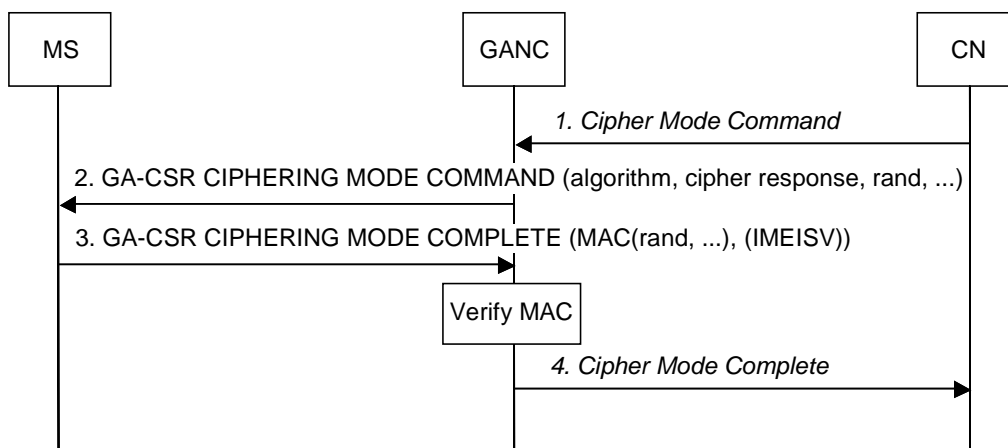 MS
GANC
CN
1. Cipher Mode Command
2. GA-CSR CIPHERING MODE COMMAND (algorithm, cipher response, rand, ...)
3. GA-CSR CIPHERING MODE COMPLETE (MAC(rand, ...), (IMEISV))
Verify MAC
4. Cipher Mode Complete